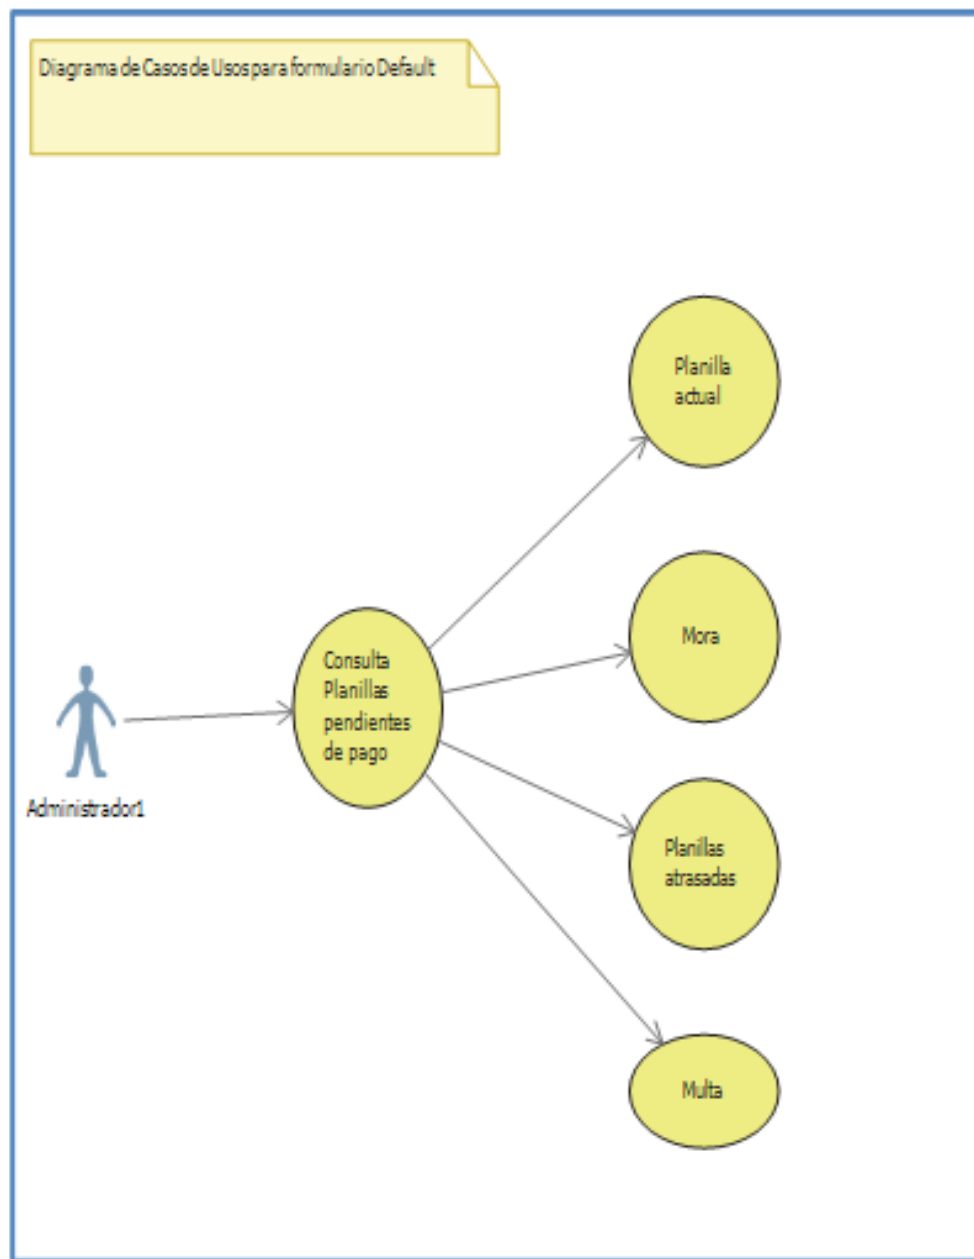 Diagrama de Casos de Usos para formulario Default
Planilla
actual
Mora
Consulta
Planillas
pendientes
de pago
Administrador1
Planillas
atrasadas
Multa